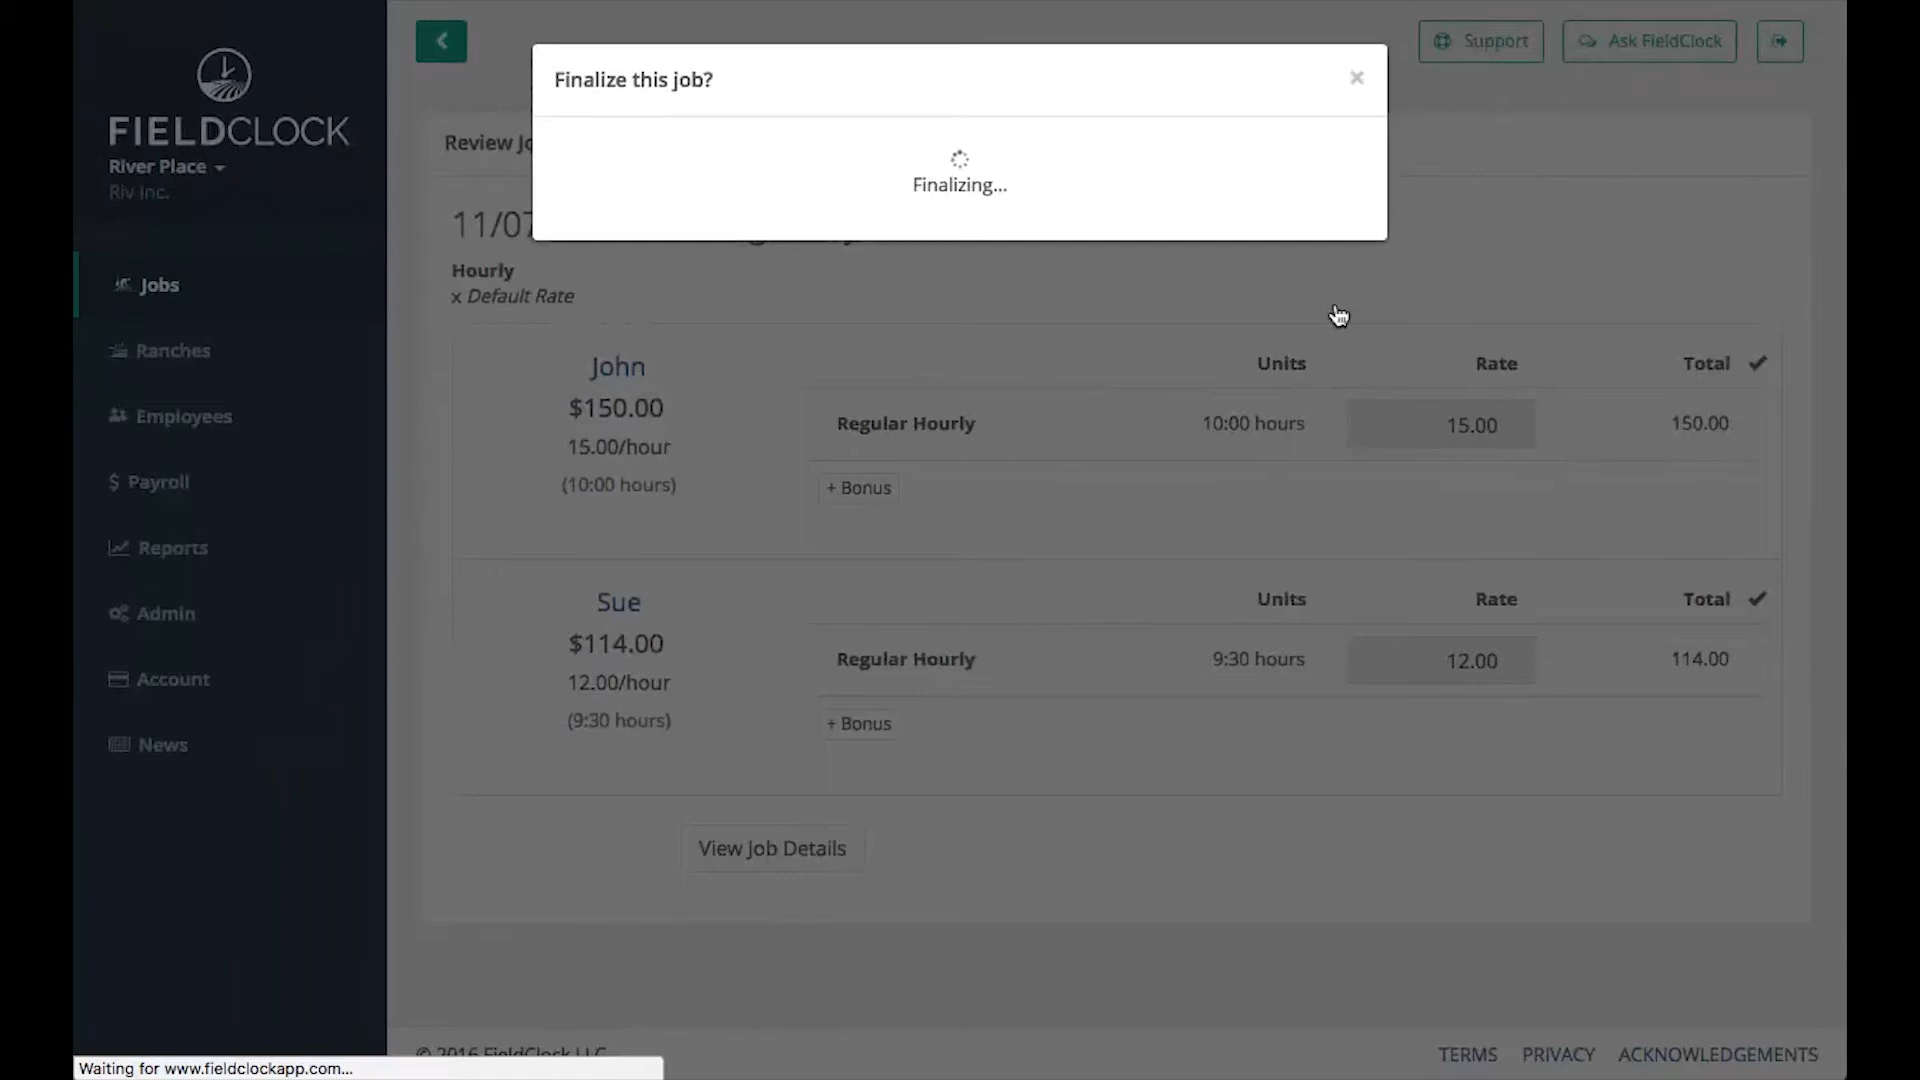 Support
Ask FieldClock
Finalize this job?
×
Finalizing...
FIELDCLOCK
River Place
Riv Inc.
Jobs
Ranches
Employees
$ Payroll
Reports
Admin
Account
News
Review Jo
11/07
Hourly
x Default Rate
John
$150.00
15.00/hour
(10:00 hours)
Units Rate Total
Regular Hourly 10:00 hours 15.00 150.00
+ Bonus
Sue
$114.00
12.00/hour
(9:30 hours)
Units Rate Total
Regular Hourly 9:30 hours 12.00 114.00
+ Bonus
View Job Details
© 2016 FieldClock LLC
TERMS PRIVACY ACKNOWLEDGEMENTS
Waiting for www.fieldclockapp.com...